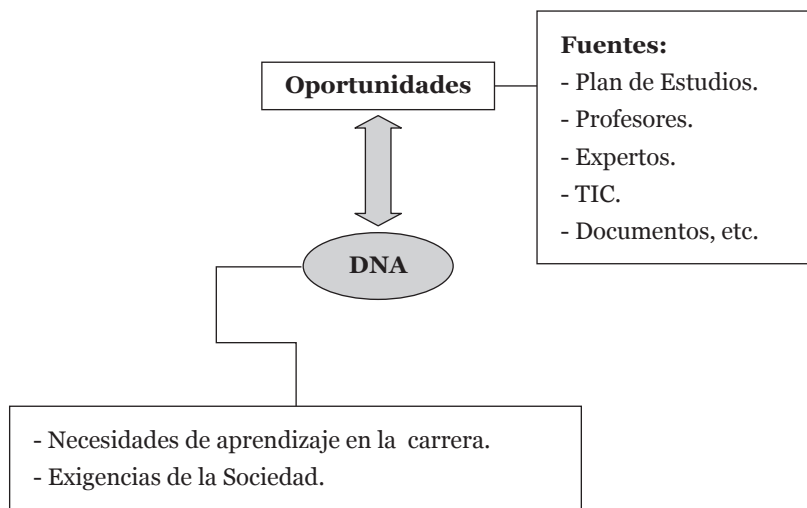 Oportunidades
Fuentes:
- Plan de Estudios.
- Profesores.
- Expertos.
- TIC.
- Documentos, etc.
DNA
- Necesidades de aprendizaje en la carrera.
- Exigencias de la Sociedad.